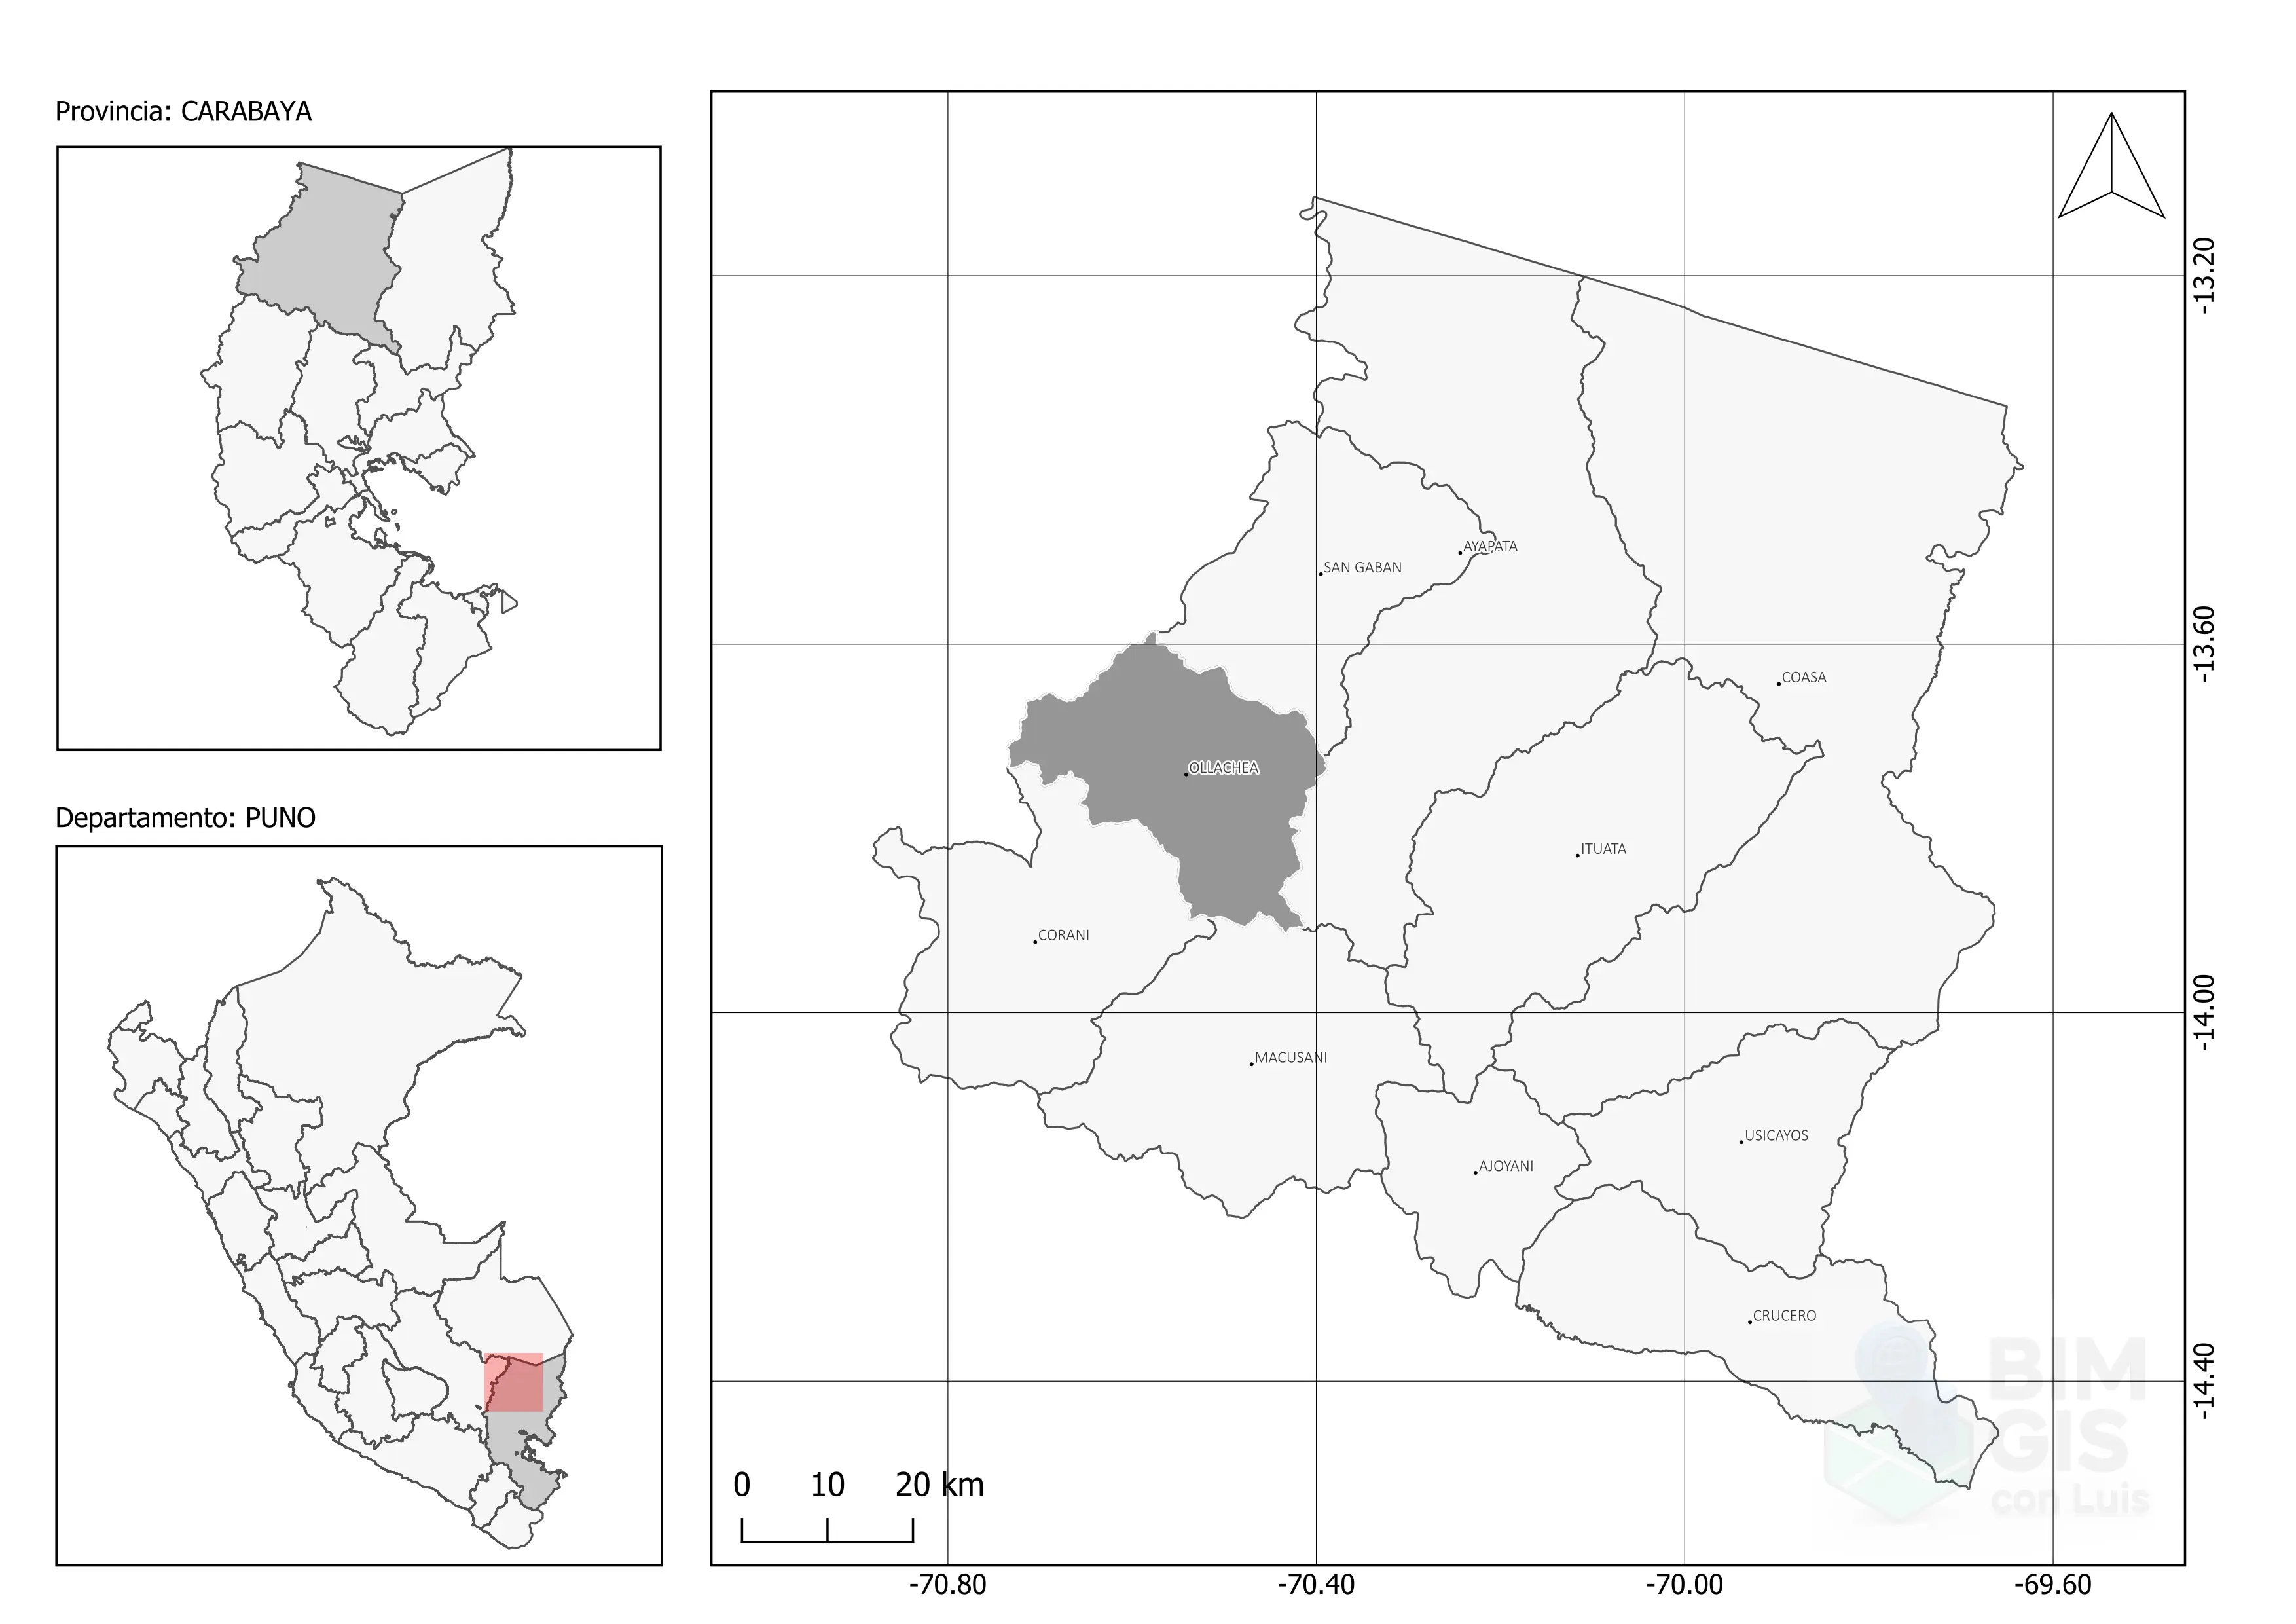 Provincia: CARABAYA
Departamento: PUNO
AYAPATA
SAN GABAN
COASA
OLLACHEA
ITUATA
CORANI
MACUSANI
USICAYOS
AJOYANI
CRUCERO
BIM
GIS
con Luis
0 10 20 km
-13.20
-13.60
-14.00
-14.40
-70.80 -70.40 -70.00 -69.60